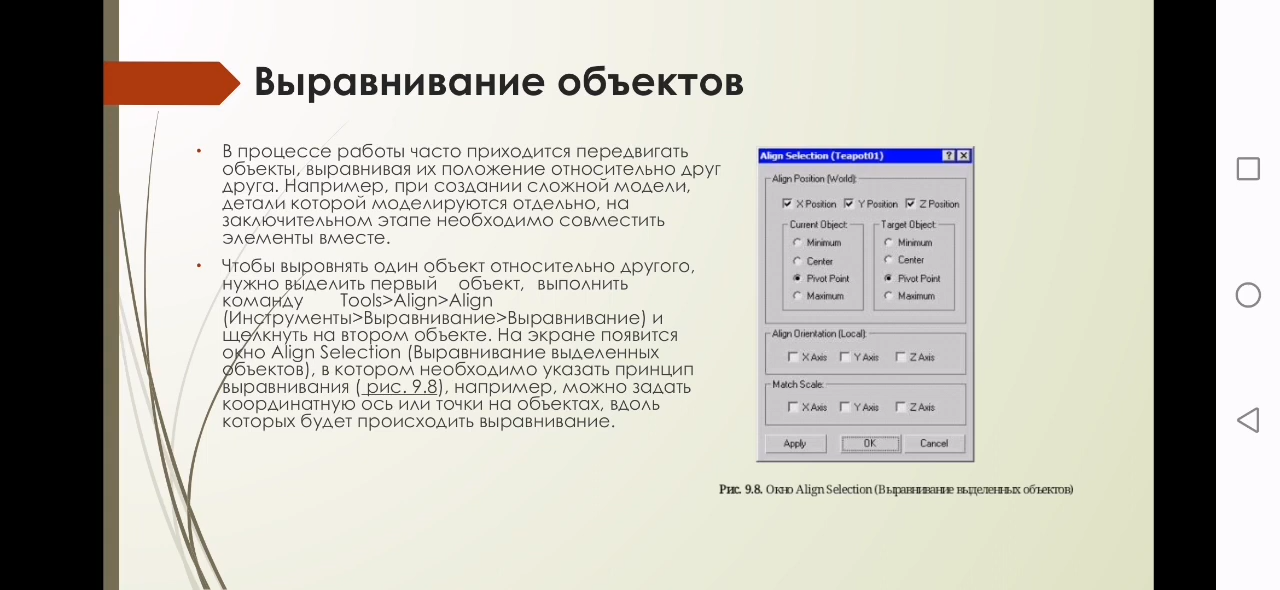 Выравнивание объектов
• В процессе работы часто приходится передвигать
объекты, выравнивая их положение относительно друг
друга. Например, при создании сложной модели,
детали которой моделируются отдельно, на
заключительном этапе необходимо совместить
элементы вместе.
• Чтобы выровнять один объект относительно другого,
нужно выделить первый объект, выполнить
команду Tools>Align>Align
(Инструменты>Выравнивание>Выравнивание) и
щелкнуть на втором объекте. На экране появится
окно Align Selection (Выравнивание выделенных
объектов), в котором необходимо указать принцип
выравнивания ( рис. 9.8), например, можно задать
координатную ось или точки на объектах, вдоль
которых будет происходить выравнивание.
Align Selection (Teapot01)
Align Position (World):
X Position Y Position Z Position
Current Object: Target Object:
Minimum Minimum
Center Center
Pivot Point Pivot Point
Maximum Maximum
Align Orientation (Local):
X Axis Y Axis Z Axis
Match Scale:
X Axis Y Axis Z Axis
Apply OK Cancel
Рис. 9.8. Окно Align Selection (Выравнивание выделенных объектов)